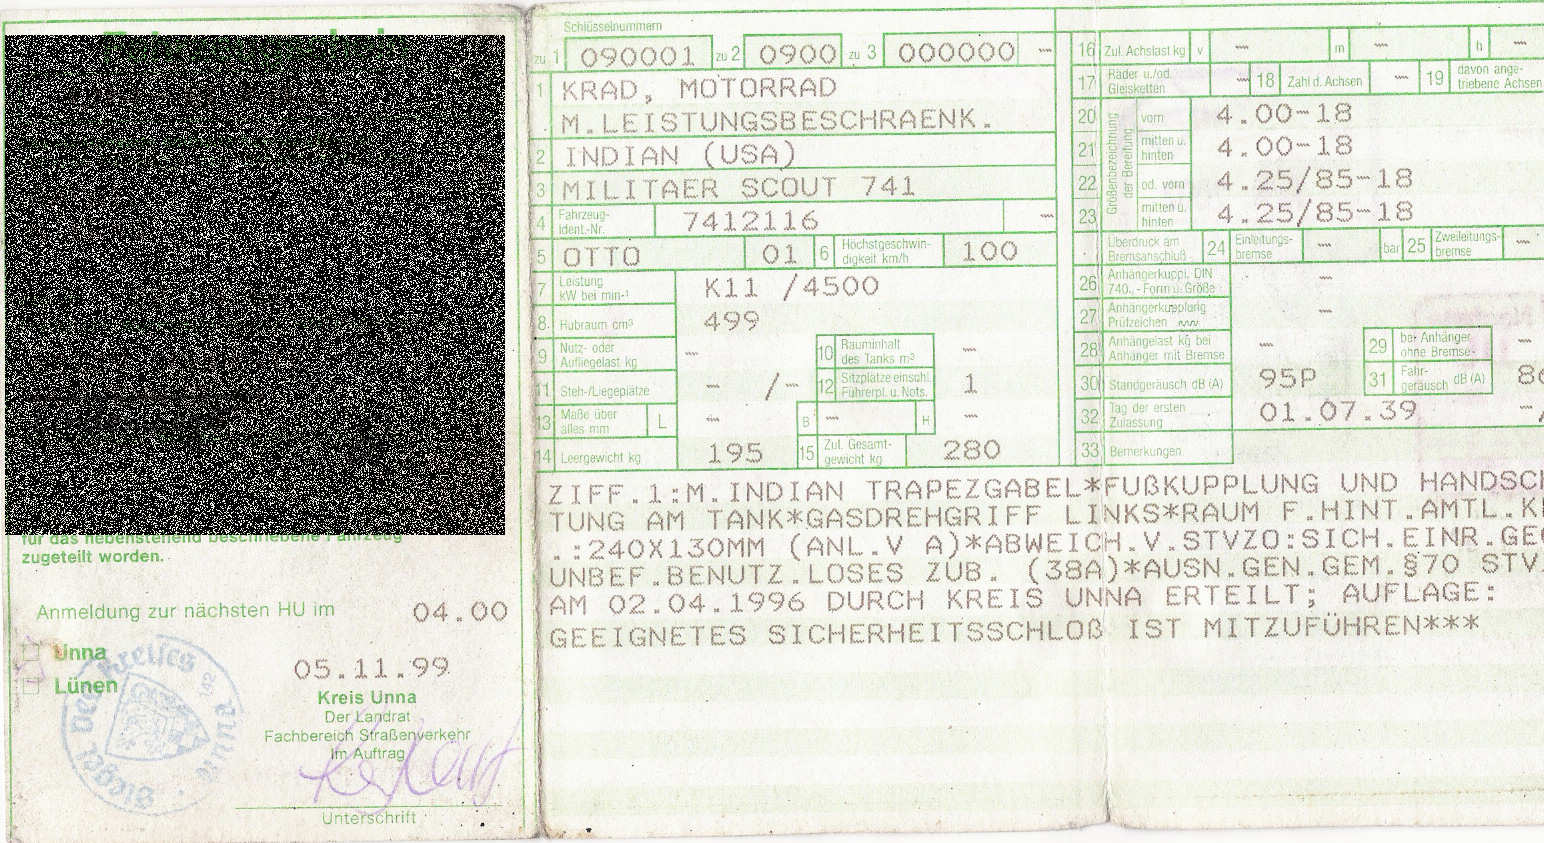 für das nebenstehend beschriebene Fahrzeug
zugeteilt worden.
Anmeldung zur nächsten HU im 04.00
Unna
Lünen
05.11.99
Kreis Unna
Der Landrat
Fachbereich Straßenverkehr
Im Auftrag
Unterschrift
Siegel des Kreises Unna 142
Schlüsselnummern
zu 1 090001 zu 2 0900 zu 3 000000 —
1 KRAD, MOTORRAD
M.LEISTUNGSBESCHRAENK.
2 INDIAN (USA)
3 MILITAER SCOUT 741
4 Fahrzeug-Ident.-Nr. 7412116 —
5 OTTO 01 6 Höchstgeschwindigkeit km/h 100
7 Leistung kW bei min-1 K11 /4500
8 Hubraum cm³ 499
9 Nutz- oder Aufliegelast kg — 10 Rauminhalt des Tanks m³ —
11 Steh-/Liegeplätze — /— 12 Sitzplätze einschl. Führerpl. u. Nots. 1
13 Maße über alles mm L — B — H —
14 Leergewicht kg 195 15 Zul. Gesamtgewicht kg 280
16 Zul. Achslast kg v — m — h —
17 Räder u./od. Gleisketten — 18 Zahl d. Achsen — 19 davon angetriebene Achsen
Größenbezeichnung der Bereifung
20 vorn 4.00-18
21 mitten u. hinten 4.00-18
22 od. vorn 4.25/85-18
23 mitten u. hinten 4.25/85-18
Überdruck am Bremsanschluß 24 Einleitungsbremse — bar 25 Zweileitungsbremse —
26 Anhängerkuppl. DIN 740.. - Form u. Größe —
27 Anhängerkupplung Prüfzeichen —
28 Anhängelast kg bei Anhänger mit Bremse — 29 bei Anhänger ohne Bremse —
30 Standgeräusch dB (A) 95P 31 Fahrgeräusch dB (A)
32 Tag der ersten Zulassung 01.07.39
33 Bemerkungen
ZIFF.1:M.INDIAN TRAPEZGABEL*FUßKUPPLUNG UND HANDSCH
TUNG AM TANK*GASDREHGRIFF LINKS*RAUM F.HINT.AMTL.K
.:240X130MM (ANL.V A)*ABWEICH.V.STVZO:SICH.EINR.GEG
UNBEF.BENUTZ.LOSES ZUB. (38A)*AUSN.GEN.GEM.§70 STV
AM 02.04.1996 DURCH KREIS UNNA ERTEILT; AUFLAGE:
GEEIGNETES SICHERHEITSSCHLOß IST MITZUFÜHREN***